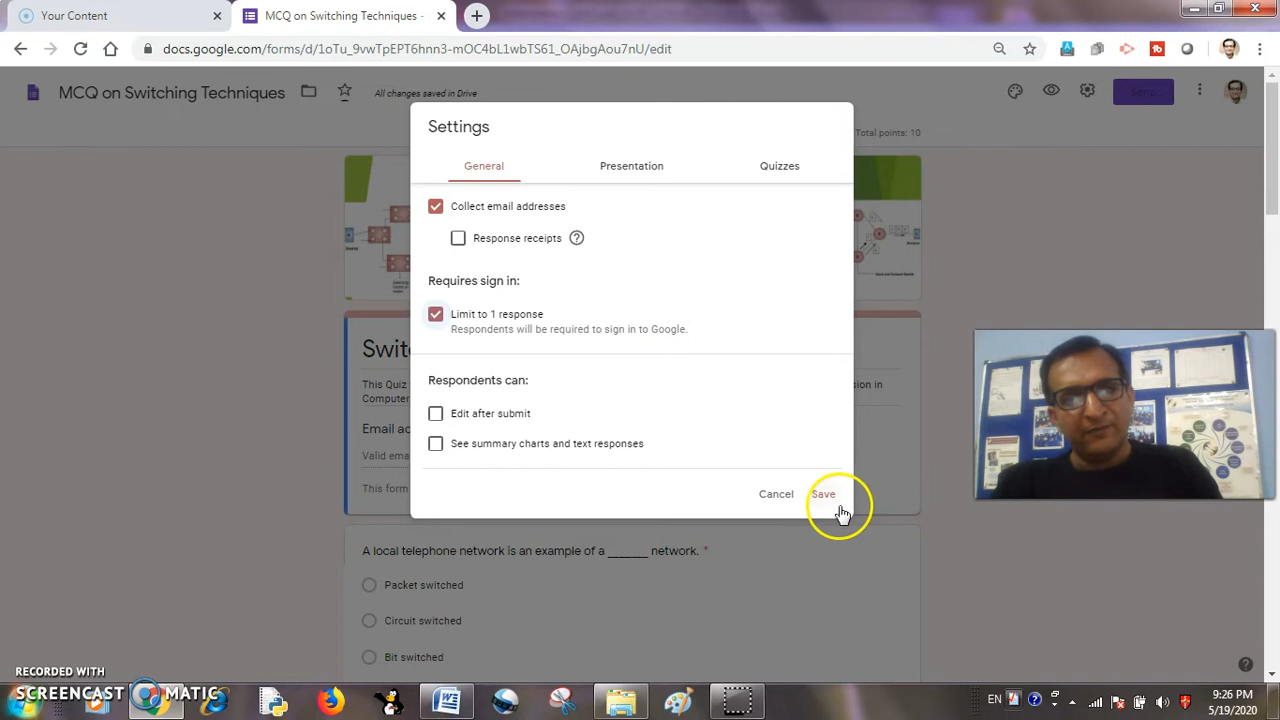 Your Content
MCQ on Switching Techniques -
docs.google.com/forms/d/1oTu_9vwTpEPT6hnn3-mOC4bL1wbTS61_OAjbgAou7nU/edit
MCQ on Switching Techniques
All changes saved in Drive
Total points: 10
Settings
General
Presentation
Quizzes
Collect email addresses
Response receipts
Requires sign in:
Limit to 1 response
Respondents will be required to sign in to Google.
Respondents can:
Edit after submit
See summary charts and text responses
Cancel
Save
This Quiz
Computer
Email
Valid
This form
A local telephone network is an example of a _______ network. *
Packet switched
Circuit switched
Bit switched
RECORDED WITH
SCREENCAST MATIC
EN
9:26 PM
5/19/2020